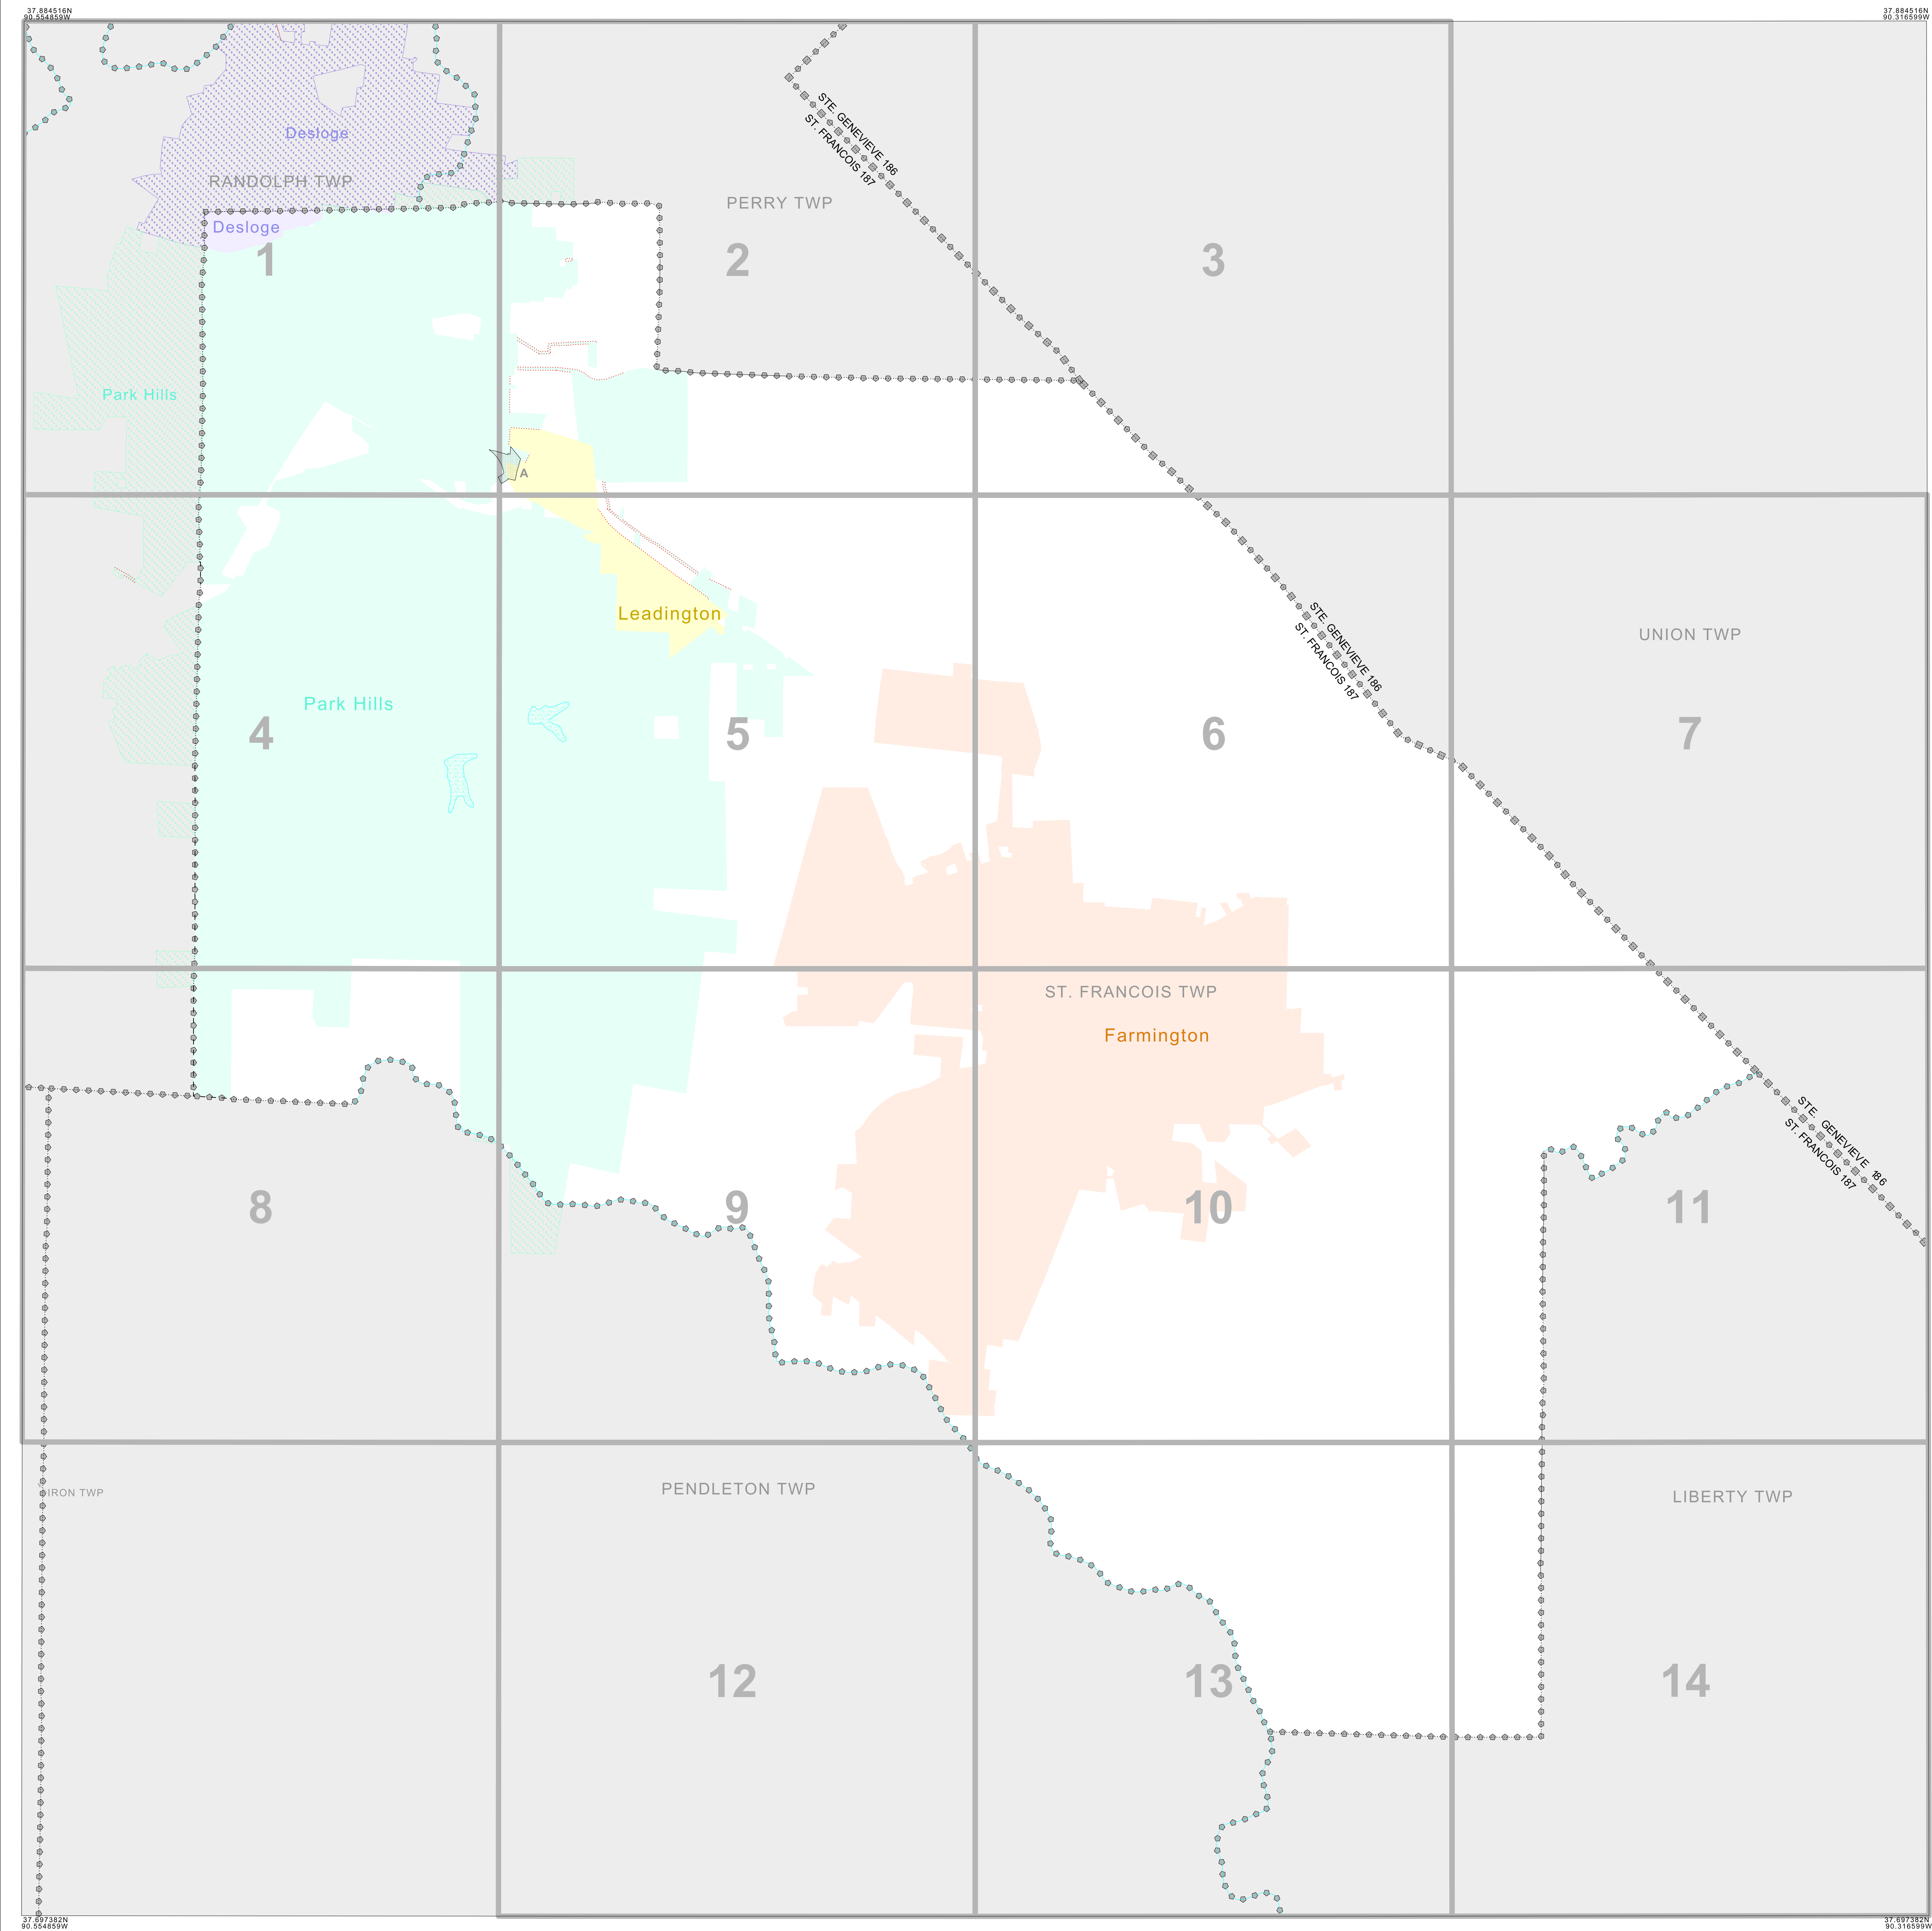 37.884516N
90.554859W
37.884516N
90.316599W
Desloge
RANDOLPH TWP
Desloge
1
STE. GENEVIEVE 186
ST. FRANCOIS 187
PERRY TWP
2
3
Park Hills
A
Leadington
Park Hills
4
5
STE. GENEVIEVE 186
ST. FRANCOIS 187
6
UNION TWP
7
ST. FRANCOIS TWP
Farmington
8
9
10
STE. GENEVIEVE 186
ST. FRANCOIS 187
11
IRON TWP
PENDLETON TWP
LIBERTY TWP
12
13
14
37.697382N
90.554859W
37.697382N
90.316599W